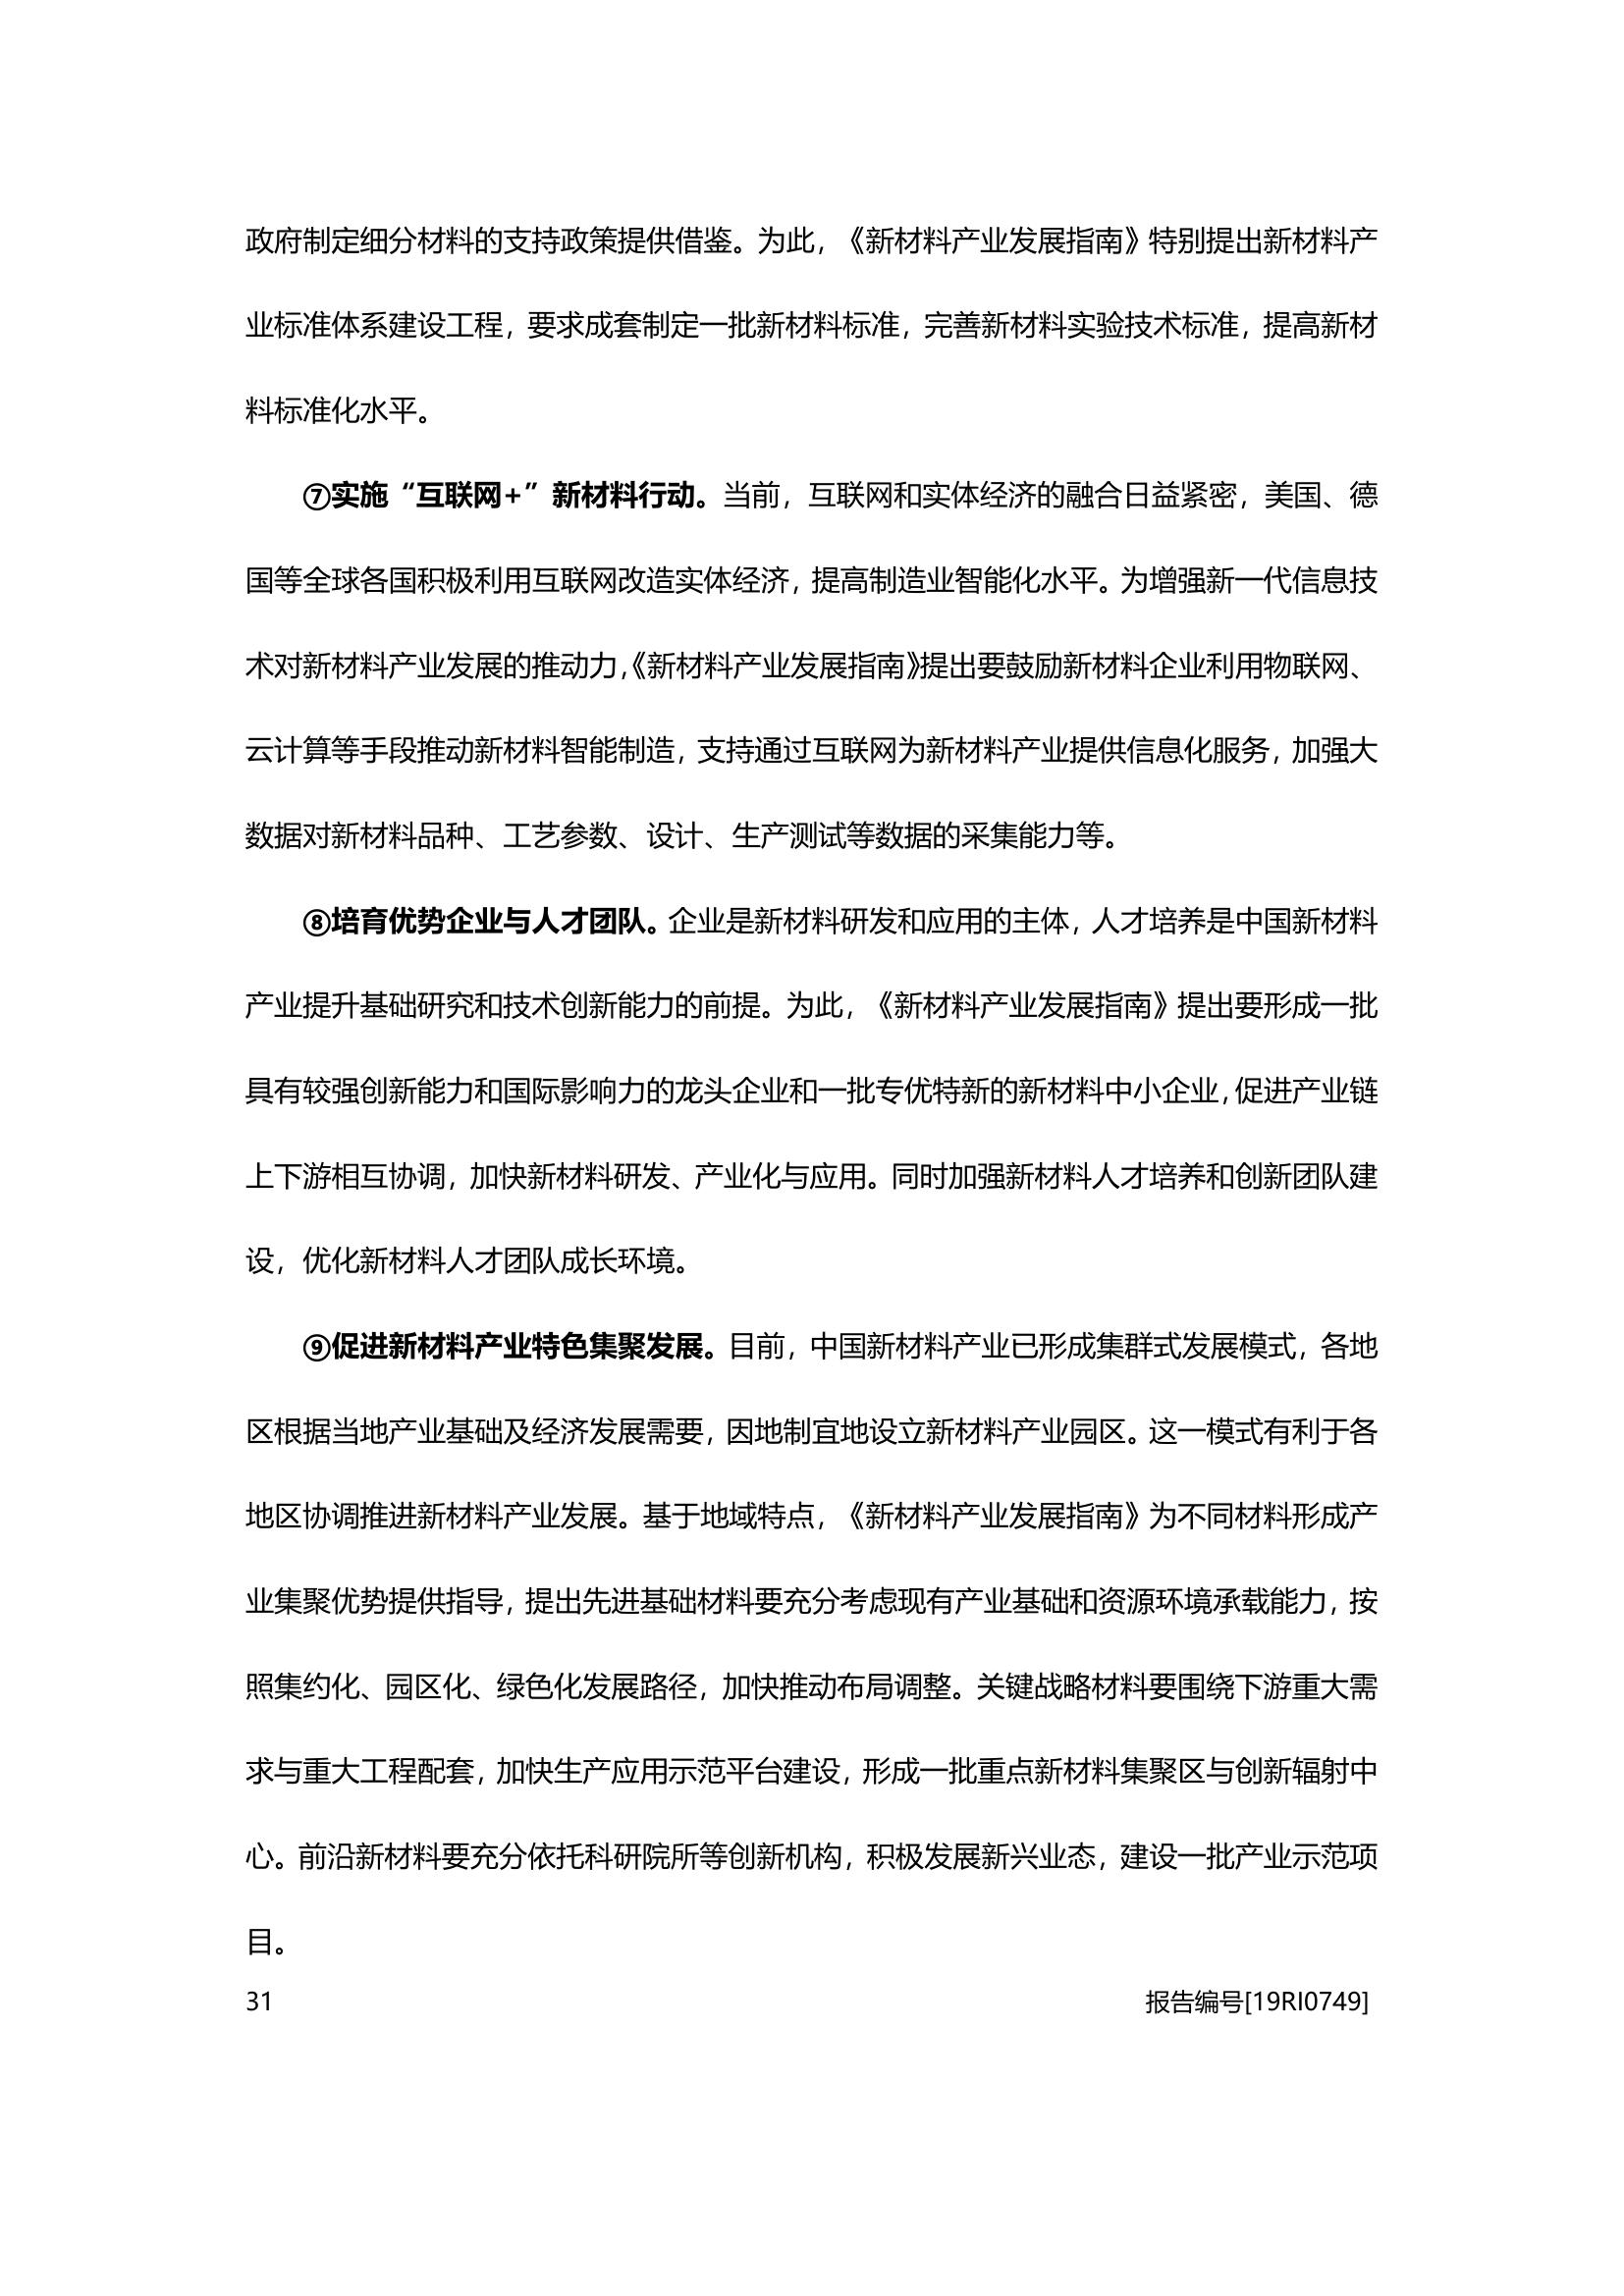 政府制定细分材料的支持政策提供借鉴。为此，《新材料产业发展指南》特别提出新材料产
业标准体系建设工程，要求成套制定一批新材料标准，完善新材料实验技术标准，提高新材
料标准化水平。
⑦实施“互联网+”新材料行动。当前，互联网和实体经济的融合日益紧密，美国、德
国等全球各国积极利用互联网改造实体经济，提高制造业智能化水平。为增强新一代信息技
术对新材料产业发展的推动力，《新材料产业发展指南》提出要鼓励新材料企业利用物联网、
云计算等手段推动新材料智能制造，支持通过互联网为新材料产业提供信息化服务，加强大
数据对新材料品种、工艺参数、设计、生产测试等数据的采集能力等。
⑧培育优势企业与人才团队。企业是新材料研发和应用的主体，人才培养是中国新材料
产业提升基础研究和技术创新能力的前提。为此，《新材料产业发展指南》提出要形成一批
具有较强创新能力和国际影响力的龙头企业和一批专优特新的新材料中小企业，促进产业链
上下游相互协调，加快新材料研发、产业化与应用。同时加强新材料人才培养和创新团队建
设，优化新材料人才团队成长环境。
⑨促进新材料产业特色集聚发展。目前，中国新材料产业已形成集群式发展模式，各地
区根据当地产业基础及经济发展需要，因地制宜地设立新材料产业园区。这一模式有利于各
地区协调推进新材料产业发展。基于地域特点，《新材料产业发展指南》为不同材料形成产
业集聚优势提供指导，提出先进基础材料要充分考虑现有产业基础和资源环境承载能力，按
照集约化、园区化、绿色化发展路径，加快推动布局调整。关键战略材料要围绕下游重大需
求与重大工程配套，加快生产应用示范平台建设，形成一批重点新材料集聚区与创新辐射中
心。前沿新材料要充分依托科研院所等创新机构，积极发展新兴业态，建设一批产业示范项
目。
31 报告编号[19RI0749]